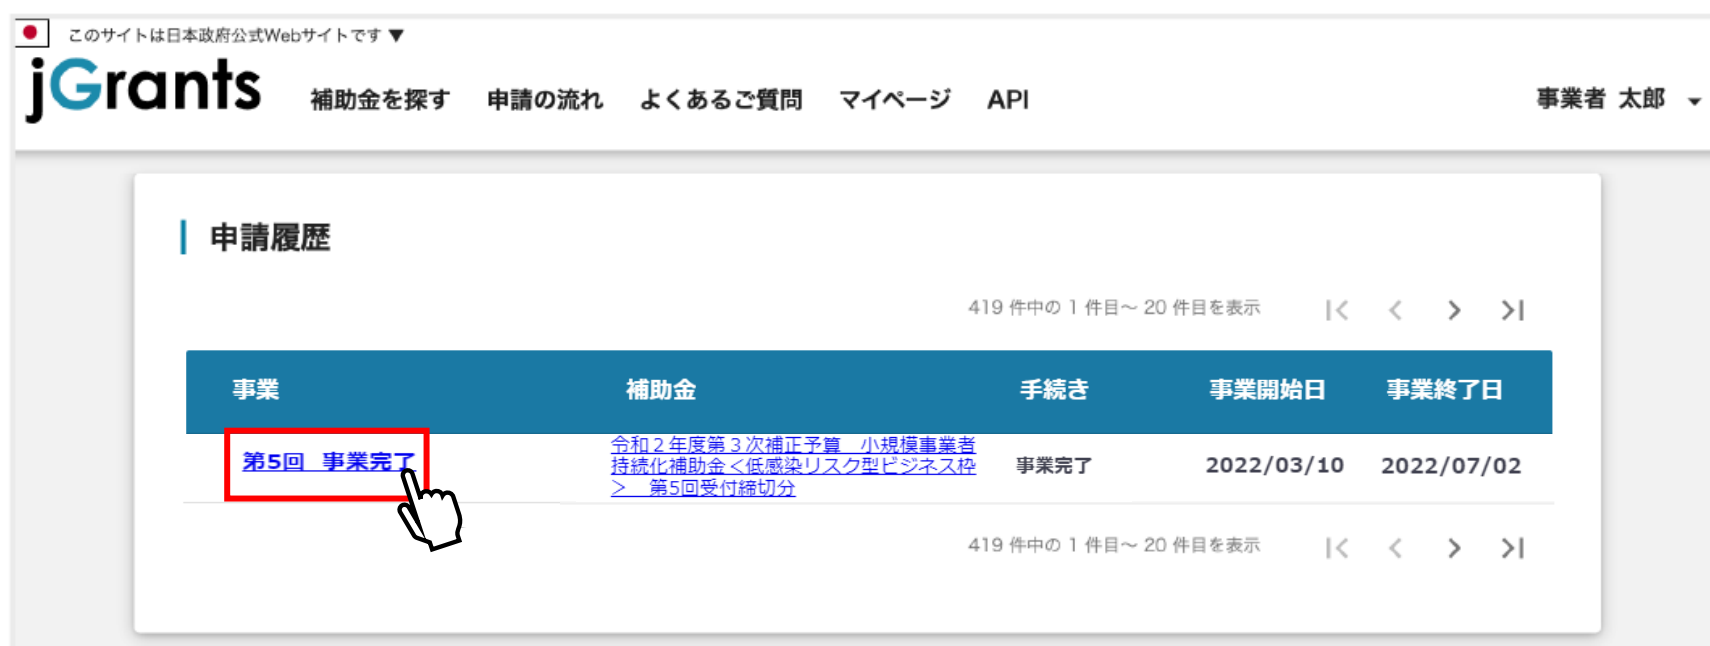 このサイトは日本政府公式Webサイトです ▼
jGrants 補助金を探す 申請の流れ よくあるご質問 マイページ API 事業者 太郎
申請履歴
419 件中の 1 件目～ 20 件目を表示
事業 補助金 手続き 事業開始日 事業終了日
第5回 事業完了 令和２年度第３次補正予算　小規模事業者
持続化補助金＜低感染リスク型ビジネス枠
＞　第5回受付締切分
事業完了 2022/03/10 2022/07/02
419 件中の 1 件目～ 20 件目を表示